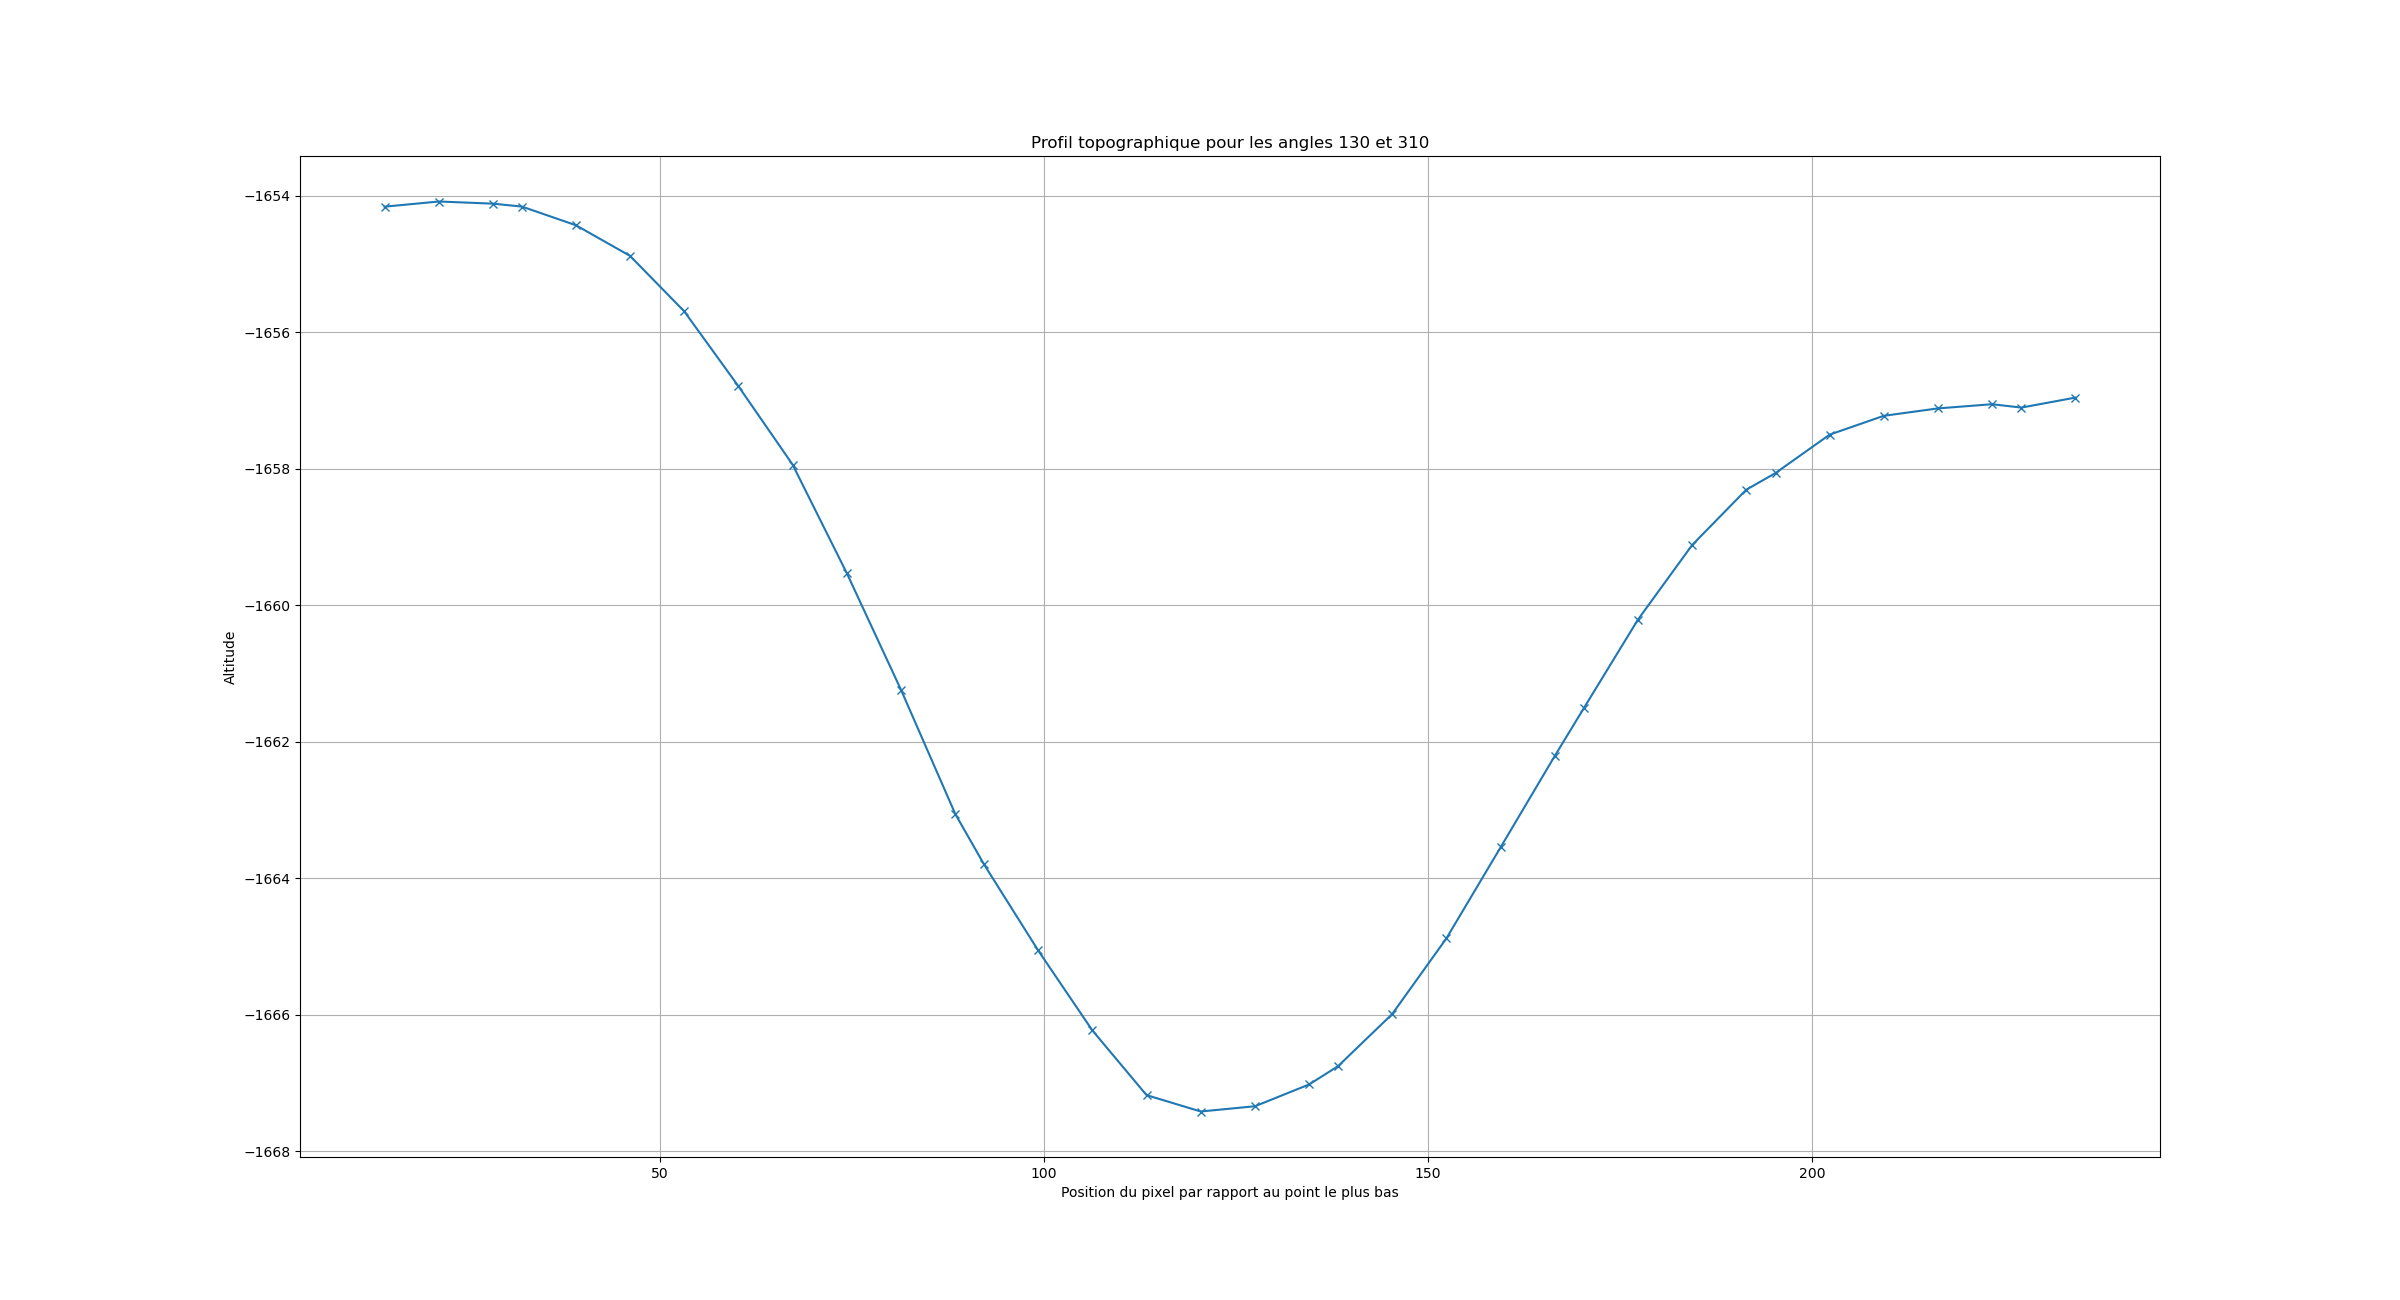 Profil topographique pour les angles 130 et 310
−1654
−1656
−1658
−1660
−1662
−1664
−1666
−1668
Altitude
50 100 150 200
Position du pixel par rapport au point le plus bas